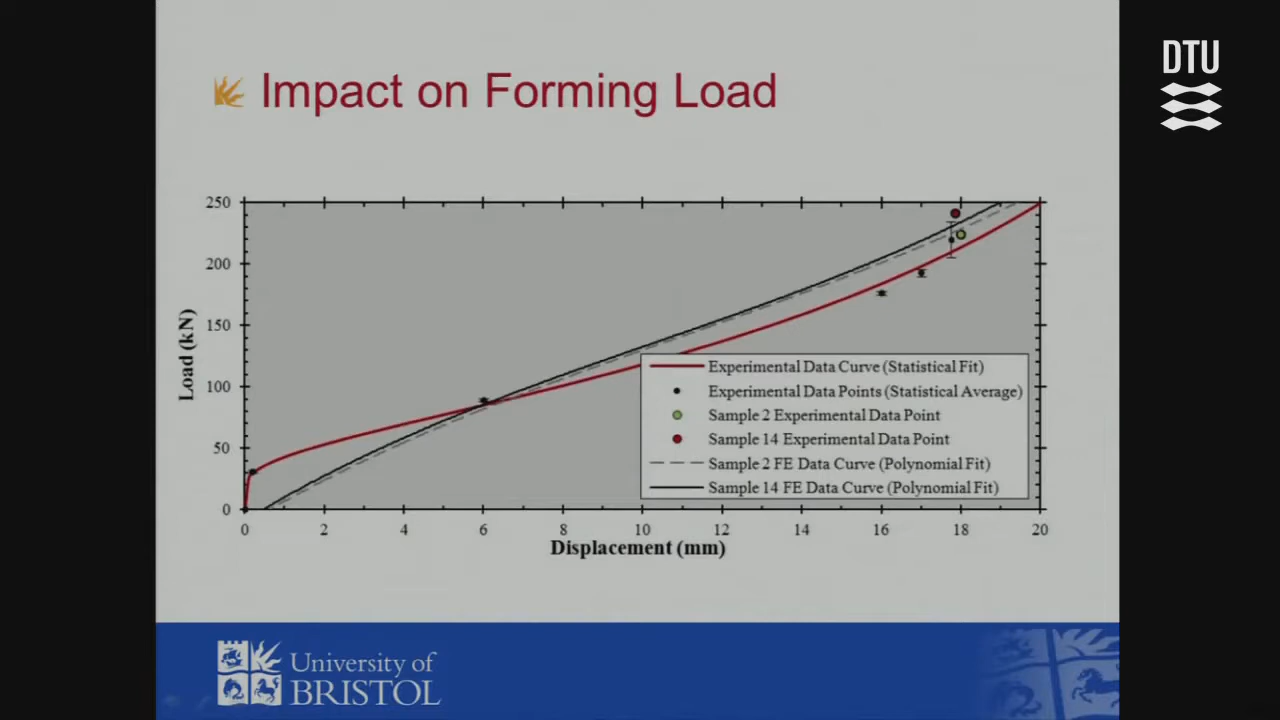 DTU
Impact on Forming Load
250
200
150
100
50
0
Load (kN)
Experimental Data Curve (Statistical Fit)
Experimental Data Points (Statistical Average)
Sample 2 Experimental Data Point
Sample 14 Experimental Data Point
Sample 2 FE Data Curve (Polynomial Fit)
Sample 14 FE Data Curve (Polynomial Fit)
0 2 4 6 8 10 12 14 16 18 20
Displacement (mm)
University of
BRISTOL